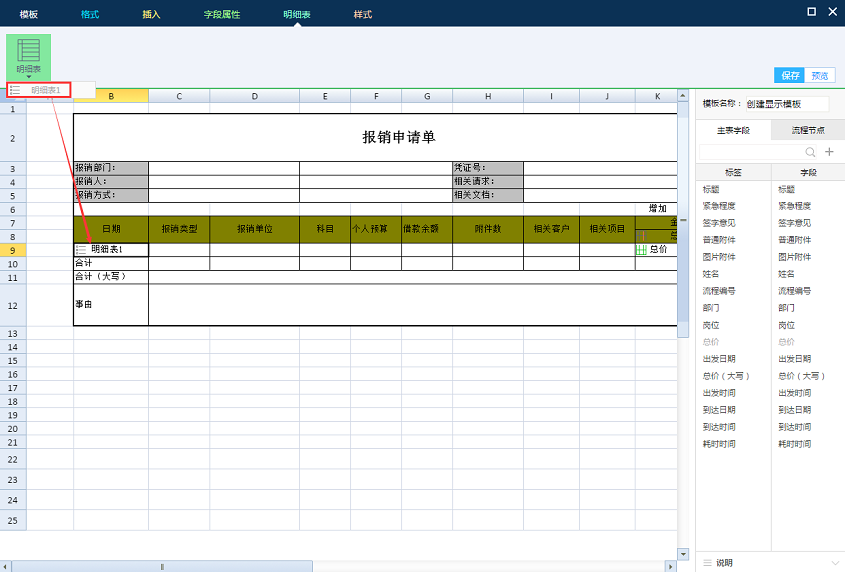 模板 格式 插入 字段属性 明细表 样式
明细表
保存 预览
明细表1
B C D E F G H I J K
模板名称： 创建显示模板
1
2 报销申请单
主表字段 流程节点
3 报销部门： 凭证号：
4 报销人： 相关请求：
5 报销方式： 相关文档：
6 增加
7
日期 报销类型 报销单位 科目 个人预算 借款余额 附件数 相关客户 相关项目
8
9 明细表1 总价
10 合计
11 合计（大写）
12 事由
13
14
15
16
17
18
19
20
21
22
23
24
25
标签 字段
标题 标题
紧急程度 紧急程度
签字意见 签字意见
普通附件 普通附件
图片附件 图片附件
姓名 姓名
流程编号 流程编号
部门 部门
岗位 岗位
总价 总价
出发日期 出发日期
总价（大写） 总价（大写）
出发时间 出发时间
到达日期 到达日期
到达时间 到达时间
耗时时间 耗时时间
说明